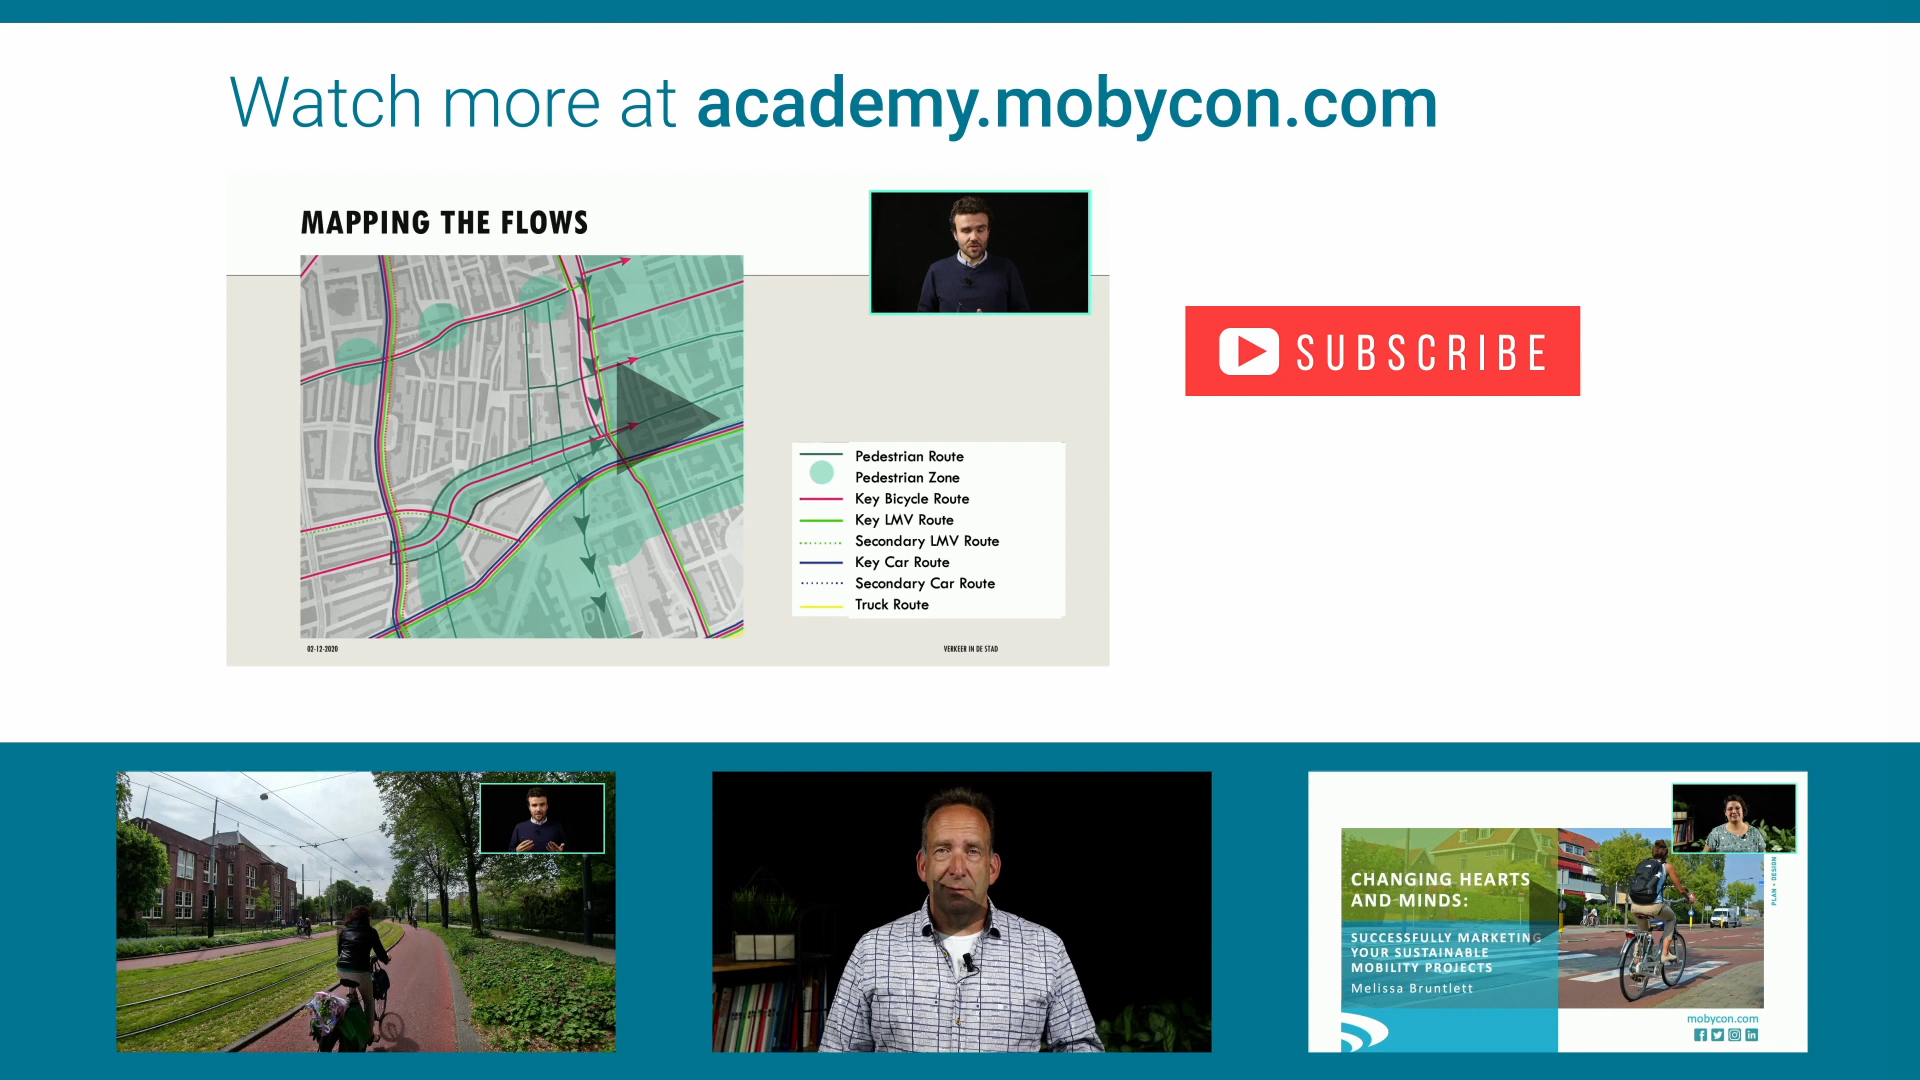 Watch more at academy.mobycon.com
MAPPING THE FLOWS
Pedestrian Route
Pedestrian Zone
Key Bicycle Route
Key LMV Route
Secondary LMV Route
Key Car Route
Secondary Car Route
Truck Route
02-12-2020
VERKEER IN DE STAD
SUBSCRIBE
CHANGING HEARTS
AND MINDS:
SUCCESSFULLY MARKETING
YOUR SUSTAINABLE
MOBILITY PROJECTS
Melissa Bruntlett
PLAN • DESIGN
mobycon.com